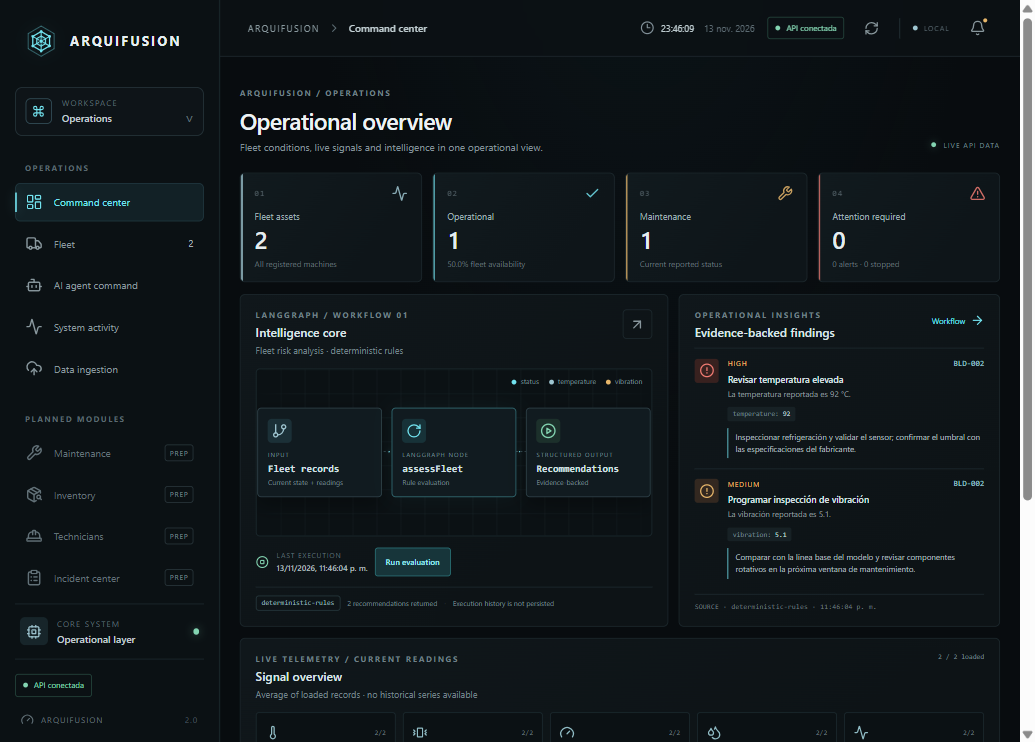 ARQUIFUSION
WORKSPACE
Operations
V
OPERATIONS
Command center
Fleet 2
AI agent command
System activity
Data ingestion
PLANNED MODULES
Maintenance PREP
Inventory PREP
Technicians PREP
Incident center PREP
CORE SYSTEM
Operational layer
API conectada
ARQUIFUSION 2.0
ARQUIFUSION > Command center
23:46:09 13 nov. 2026 API conectada LOCAL
ARQUIFUSION / OPERATIONS
Operational overview
Fleet conditions, live signals and intelligence in one operational view.
LIVE API DATA
01
Fleet assets
2
All registered machines
02
Operational
1
50.0% fleet availability
03
Maintenance
1
Current reported status
04
Attention required
0
0 alerts · 0 stopped
LANGGRAPH / WORKFLOW 01
Intelligence core
Fleet risk analysis · deterministic rules
status temperature vibration
INPUT
Fleet records
Current state + readings
LANGGRAPH NODE
assessFleet
Rule evaluation
STRUCTURED OUTPUT
Recommendations
Evidence-backed
LAST EXECUTION
13/11/2026, 11:46:04 p. m.
Run evaluation
deterministic-rules 2 recommendations returned Execution history is not persisted
OPERATIONAL INSIGHTS
Evidence-backed findings
Workflow
HIGH BLD-002
Revisar temperatura elevada
La temperatura reportada es 92 °C.
temperature: 92
Inspeccionar refrigeración y validar el sensor; confirmar el umbral con
las especificaciones del fabricante.
MEDIUM BLD-002
Programar inspección de vibración
La vibración reportada es 5.1.
vibration: 5.1
Comparar con la línea base del modelo y revisar componentes
rotativos en la próxima ventana de mantenimiento.
SOURCE · deterministic-rules · 11:46:04 p. m.
LIVE TELEMETRY / CURRENT READINGS
Signal overview
Average of loaded records · no historical series available
2 / 2 loaded
2/2 2/2 2/2 2/2 2/2